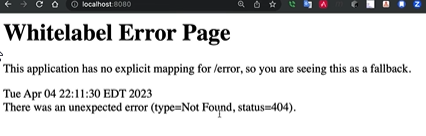 localhost:8080
Whitelabel Error Page
This application has no explicit mapping for /error, so you are seeing this as a fallback.
Tue Apr 04 22:11:30 EDT 2023
There was an unexpected error (type=Not Found, status=404).